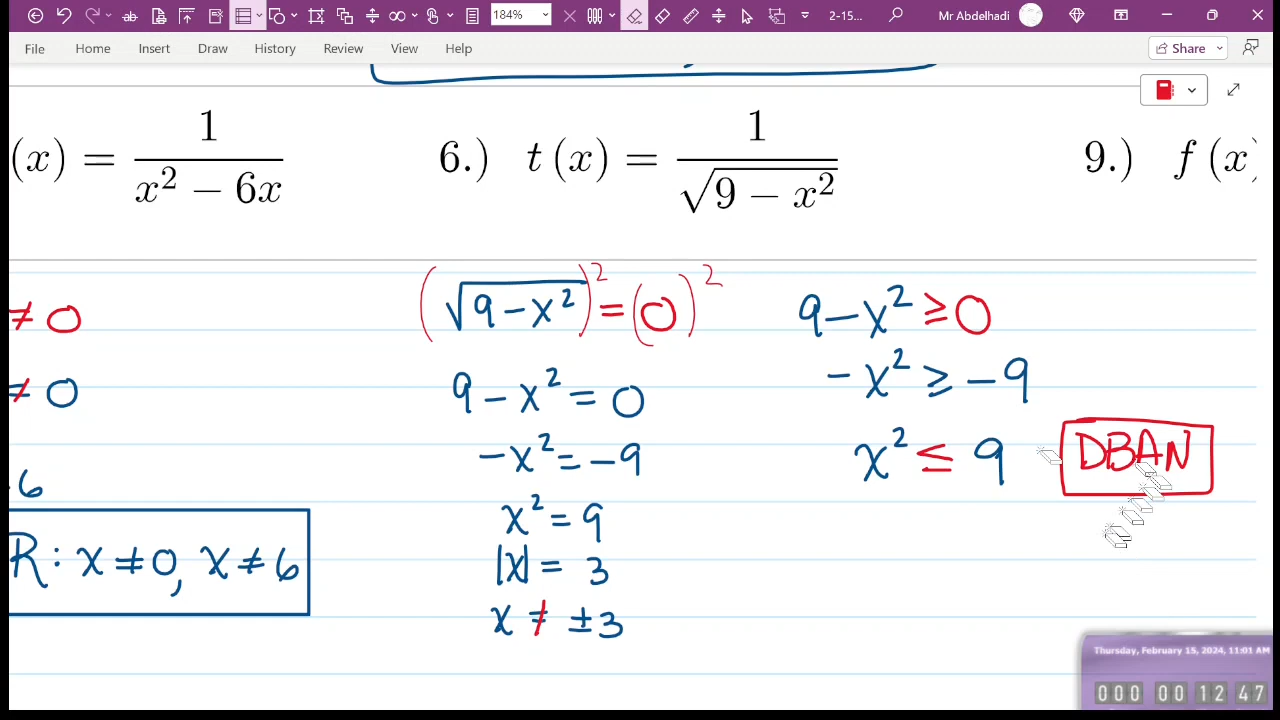 184%
2-15...
Mr Abdelhadi
File Home Insert Draw History Review View Help
Share
(x) = 1 / x² − 6x
6.) t (x) = 1 / √9 − x²
9.) f (x)
≠ 0
= 0
-6
R: x ≠ 0, x ≠ 6
(√9 − x²)² = (0)²
9 − x² = 0
−x² = −9
x² = 9
|x| = 3
x ≠ ±3
9 − x² ≥ 0
−x² ≥ −9
x² ≤ 9
DBAN
Thursday, February 15, 2024, 11:01 AM
000 00 12 47